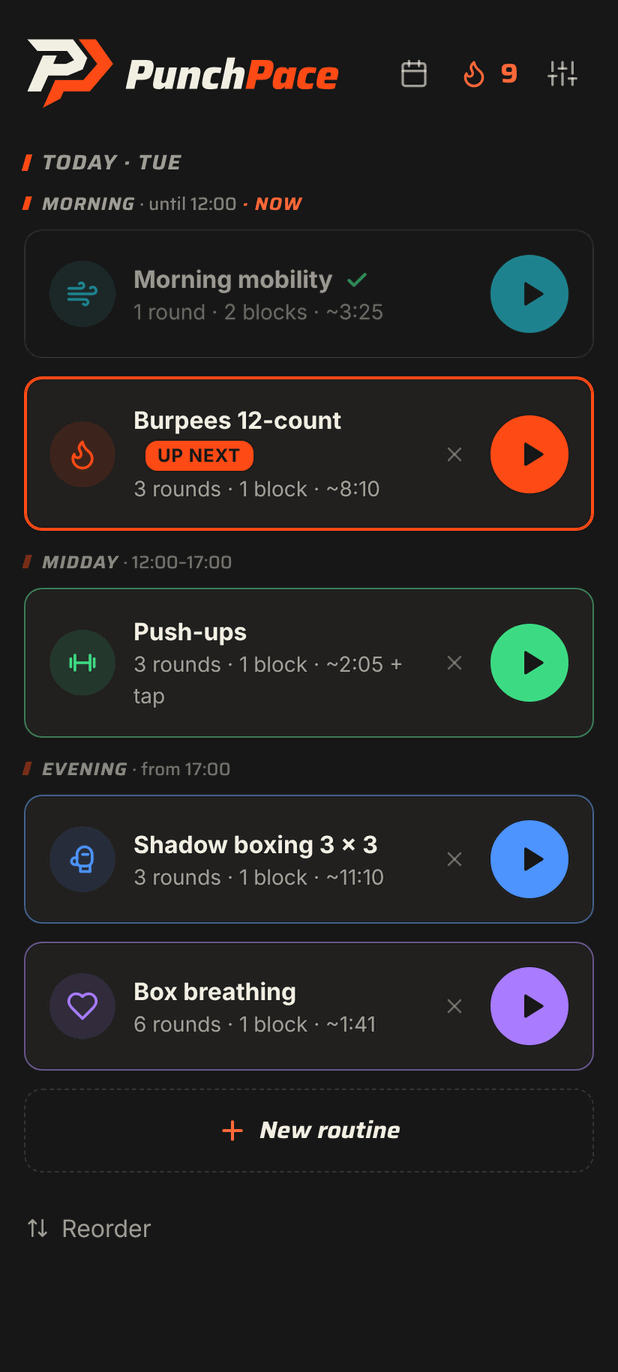 PunchPace
9
TODAY · TUE
MORNING · until 12:00 · NOW
Morning mobility
1 round · 2 blocks · ~3:25
Burpees 12-count
UP NEXT
3 rounds · 1 block · ~8:10
MIDDAY · 12:00–17:00
Push-ups
3 rounds · 1 block · ~2:05 +
tap
EVENING · from 17:00
Shadow boxing 3 × 3
3 rounds · 1 block · ~11:10
Box breathing
6 rounds · 1 block · ~1:41
New routine
Reorder